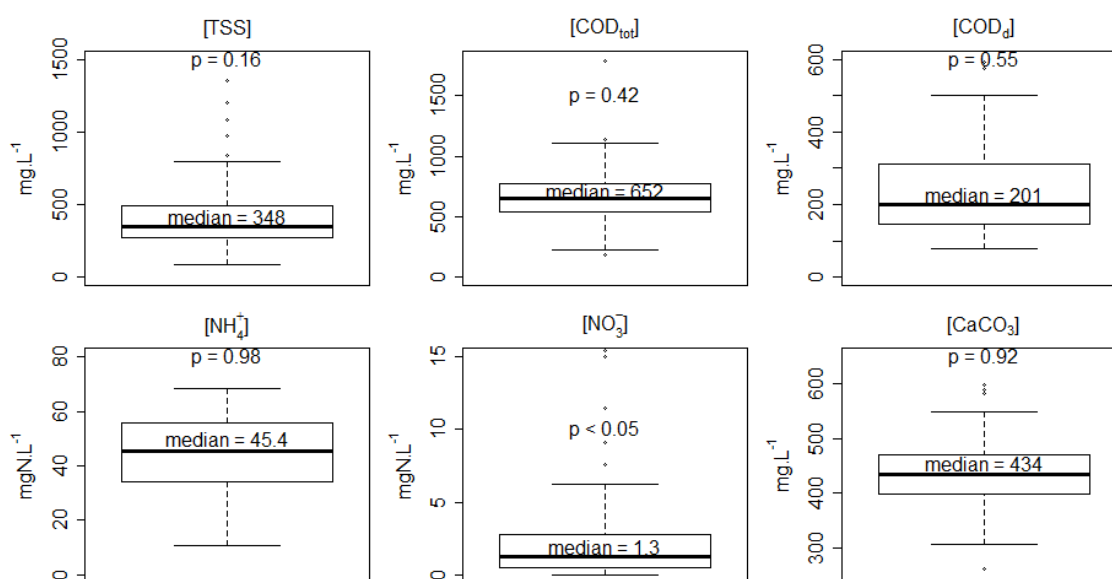 [TSS]
p = 0.16
mg.L⁻¹
1500
1000
500
0
median = 348
[CODtot]
p = 0.42
mg.L⁻¹
1500
1000
500
0
median = 652
[CODd]
p = 0.55
mg.L⁻¹
600
400
200
0
median = 201
[NH₄⁺]
p = 0.98
mgN.L⁻¹
80
60
40
20
0
median = 45.4
[NO₃⁻]
p < 0.05
mgN.L⁻¹
15
10
5
0
median = 1.3
[CaCO₃]
p = 0.92
mg.L⁻¹
600
500
400
300
median = 434